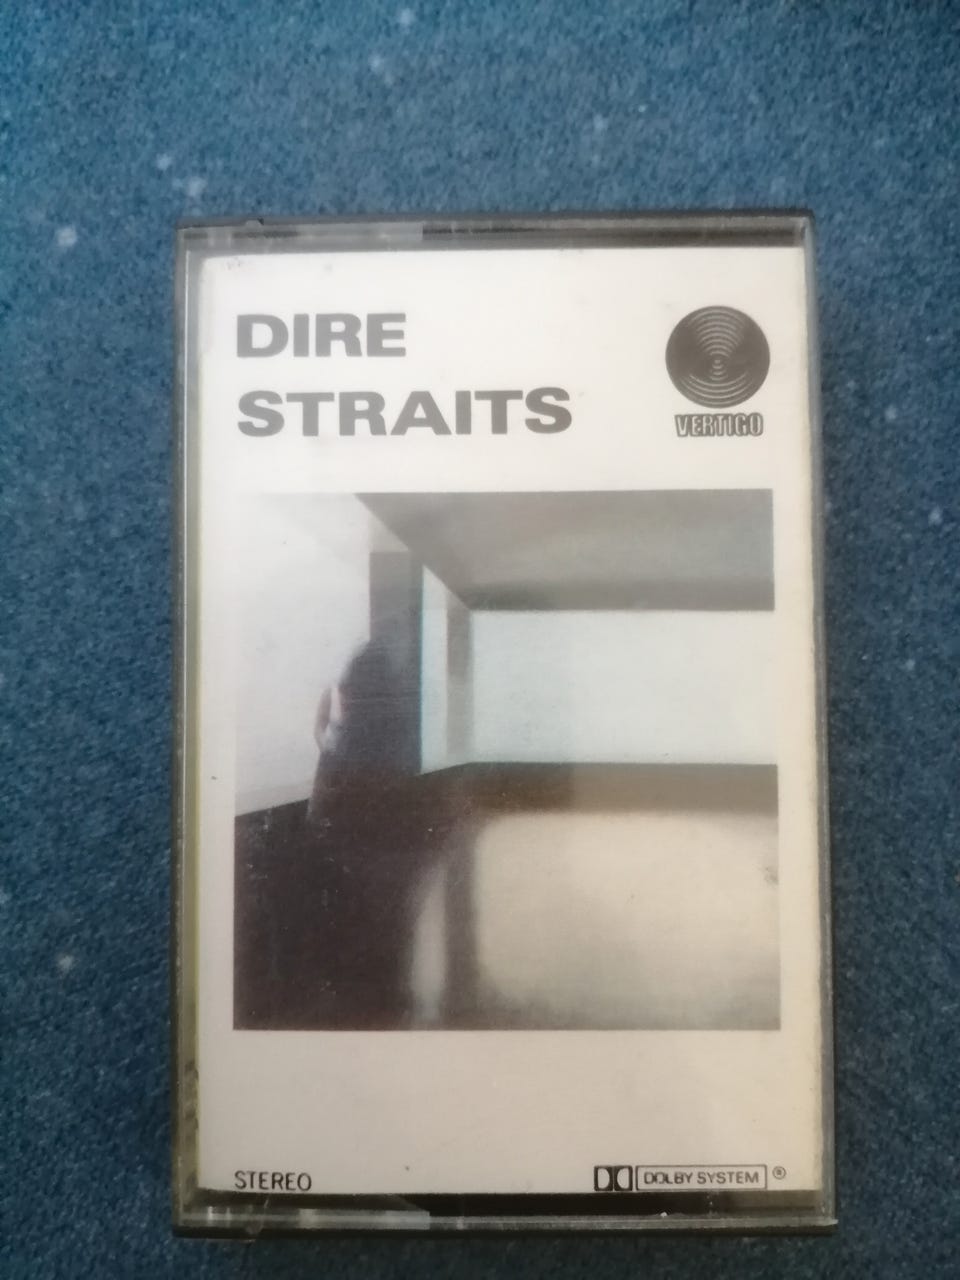 DIRE
STRAITS
VERTIGO
STEREO
DOLBY SYSTEM ®